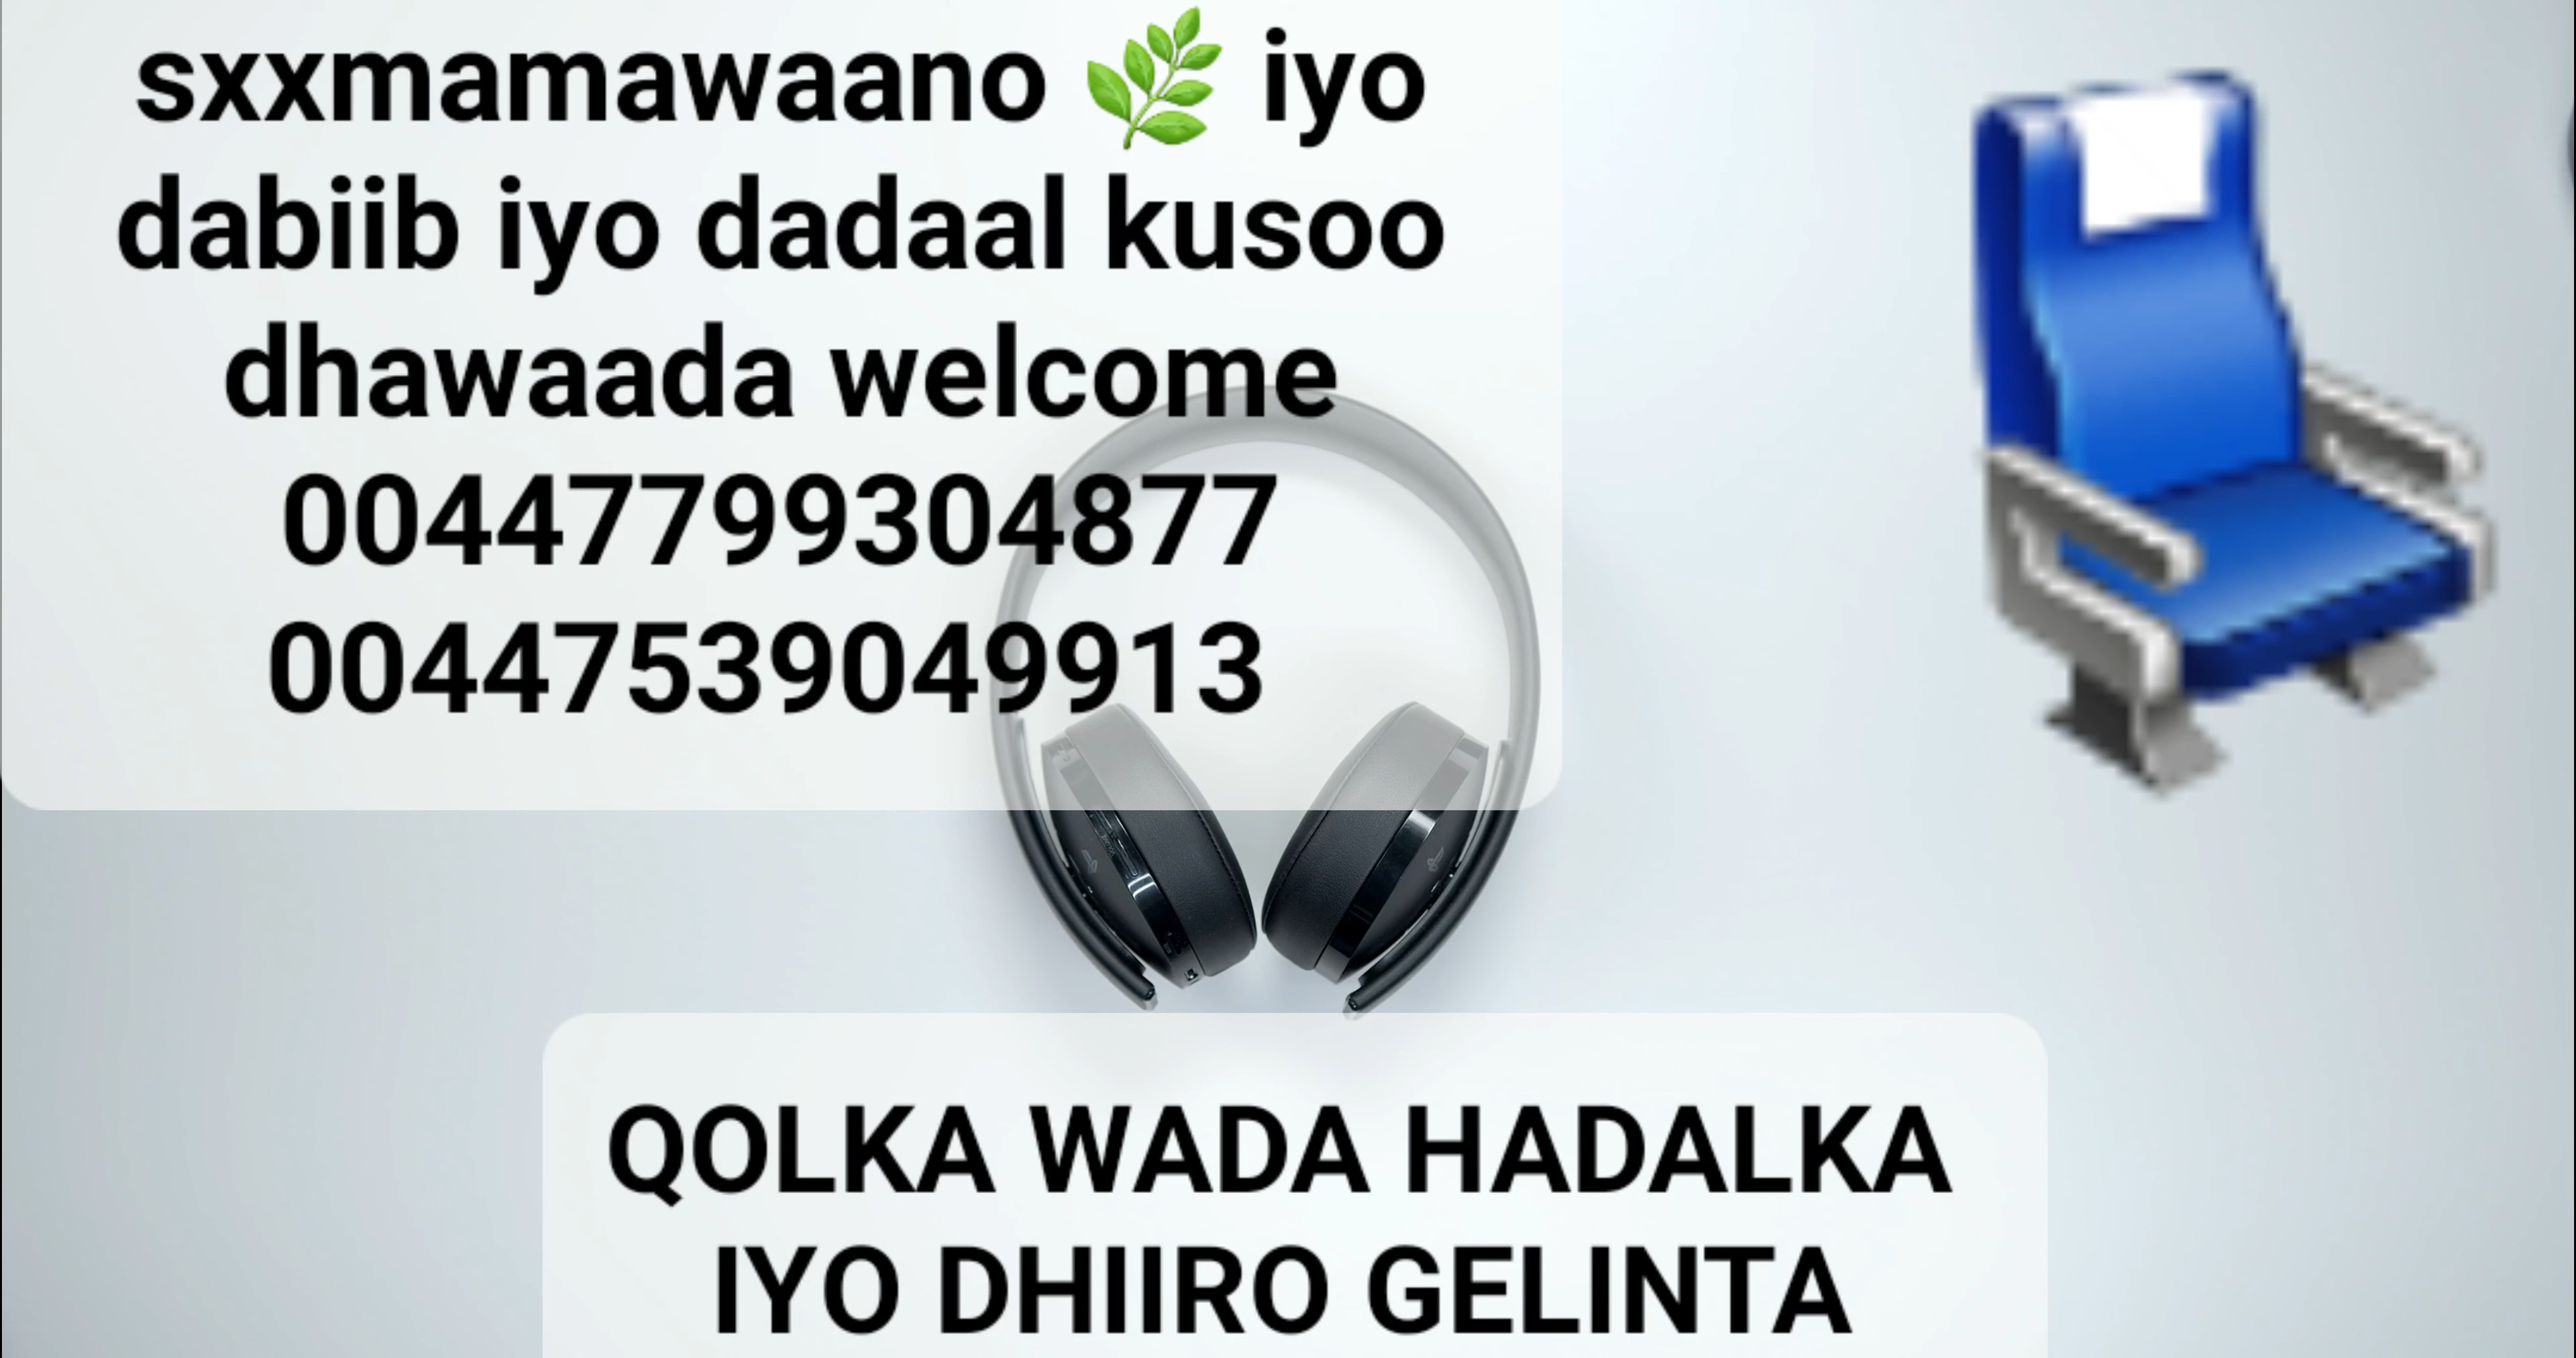 sxxmamawaano 🌿 iyo
dabiib iyo dadaal kusoo
dhawaada welcome
00447799304877
00447539049913
QOLKA WADA HADALKA
IYO DHIIRO GELINTA